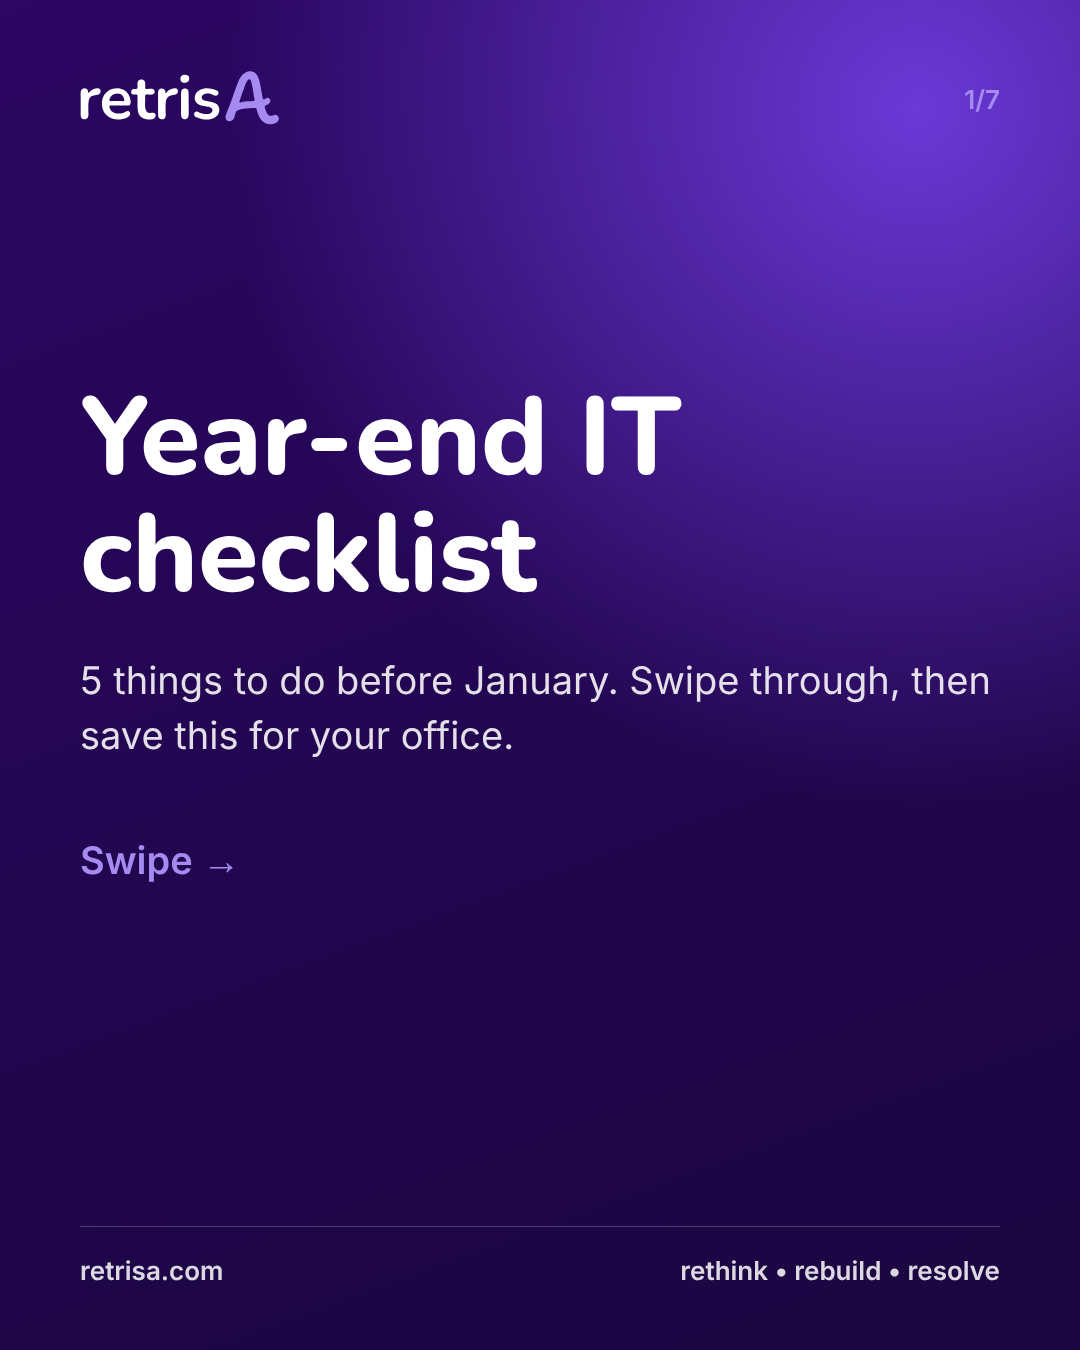 retrisA
1/7
Year-end IT
checklist
5 things to do before January. Swipe through, then
save this for your office.
Swipe →
retrisa.com
rethink • rebuild • resolve